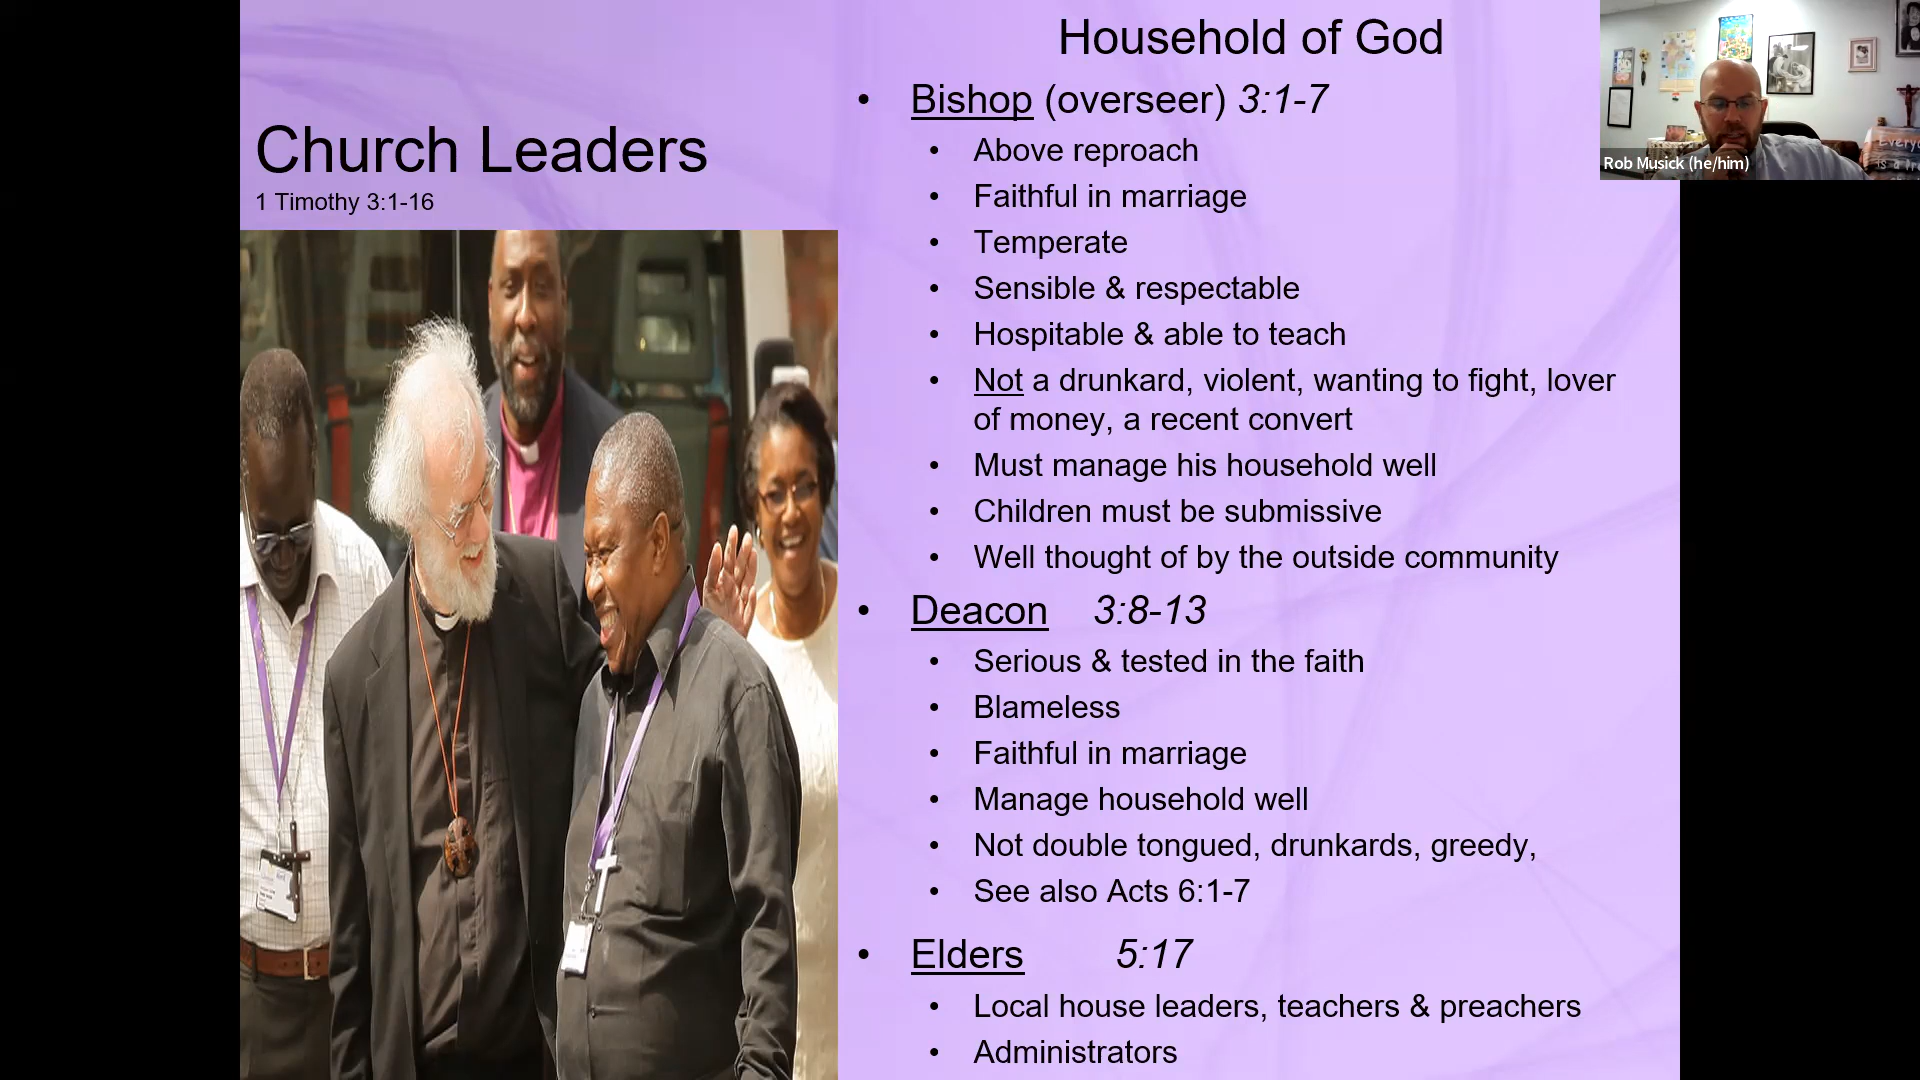 Church Leaders
1 Timothy 3:1-16
Household of God
• Bishop (overseer) 3:1-7
• Above reproach
• Faithful in marriage
• Temperate
• Sensible & respectable
• Hospitable & able to teach
• Not a drunkard, violent, wanting to fight, lover
of money, a recent convert
• Must manage his household well
• Children must be submissive
• Well thought of by the outside community
• Deacon 3:8-13
• Serious & tested in the faith
• Blameless
• Faithful in marriage
• Manage household well
• Not double tongued, drunkards, greedy,
• See also Acts 6:1-7
• Elders 5:17
• Local house leaders, teachers & preachers
• Administrators
Rob Musick (he/him)
is a